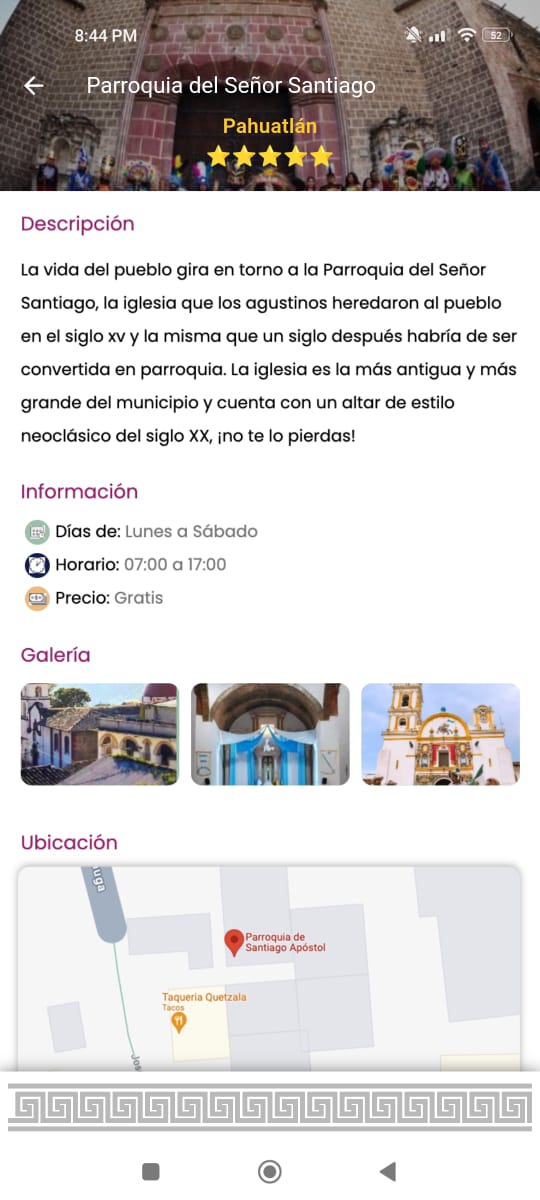 8:44 PM
52
Parroquia del Señor Santiago
Pahuatlán
Descripción
La vida del pueblo gira en torno a la Parroquia del Señor
Santiago, la iglesia que los agustinos heredaron al pueblo
en el siglo xv y la misma que un siglo después habría de ser
convertida en parroquia. La iglesia es la más antigua y más
grande del municipio y cuenta con un altar de estilo
neoclásico del siglo XX, ¡no te lo pierdas!
Información
Días de: Lunes a Sábado
Horario: 07:00 a 17:00
Precio: Gratis
Galería
Ubicación
uga
Parroquia de
Santiago Apóstol
Taqueria Quetzala
Tacos
Jos